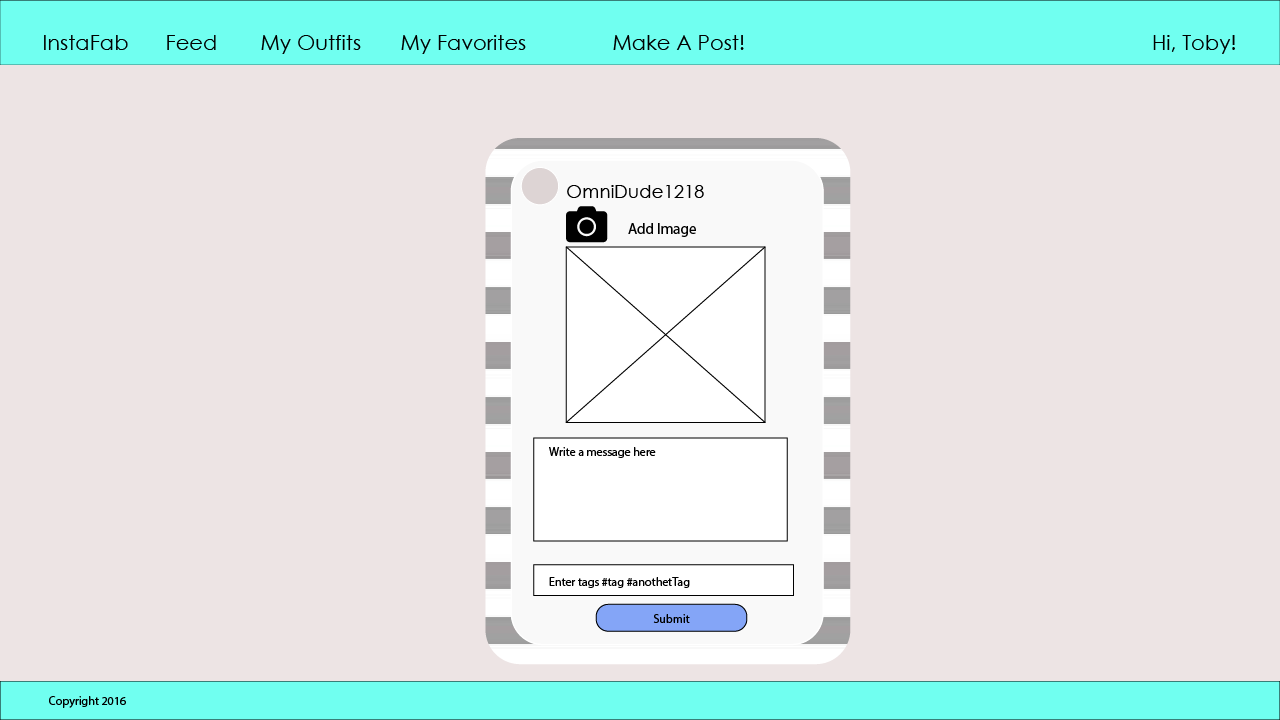 InstaFab Feed My Outfits My Favorites Make A Post! Hi, Toby!
OmniDude1218
Add Image
Write a message here
Enter tags #tag #anothetTag
Submit
Copyright 2016